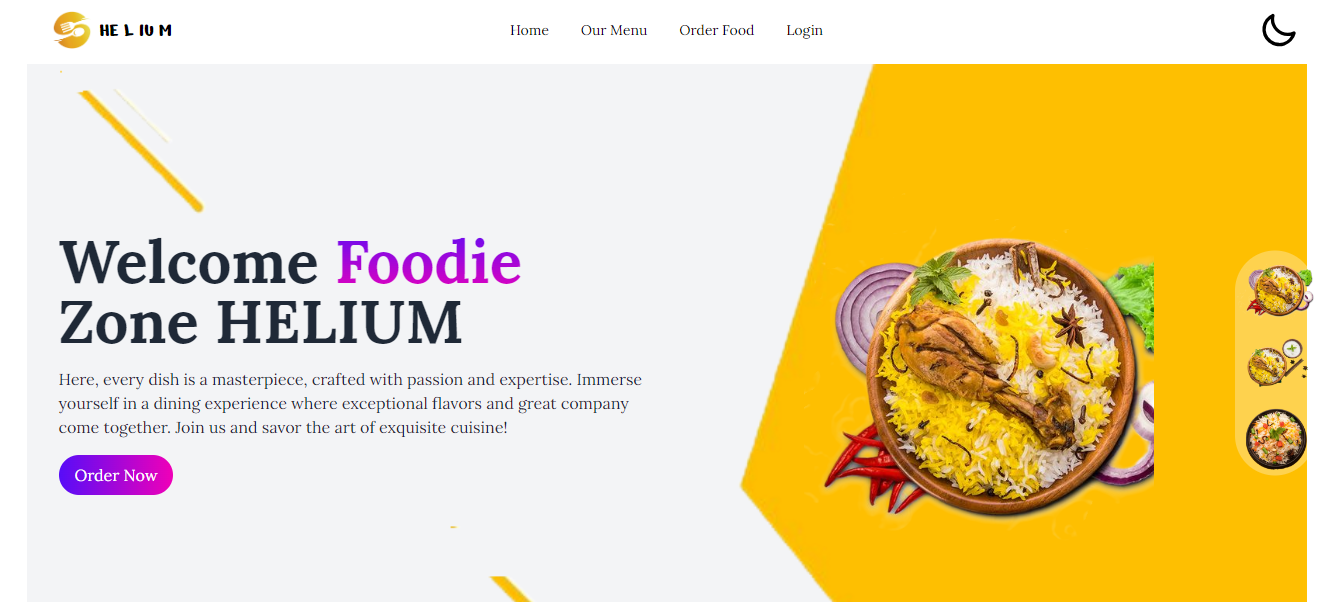 HELIUM
Home Our Menu Order Food Login
Welcome Foodie
Zone HELIUM
Here, every dish is a masterpiece, crafted with passion and expertise. Immerse
yourself in a dining experience where exceptional flavors and great company
come together. Join us and savor the art of exquisite cuisine!
Order Now